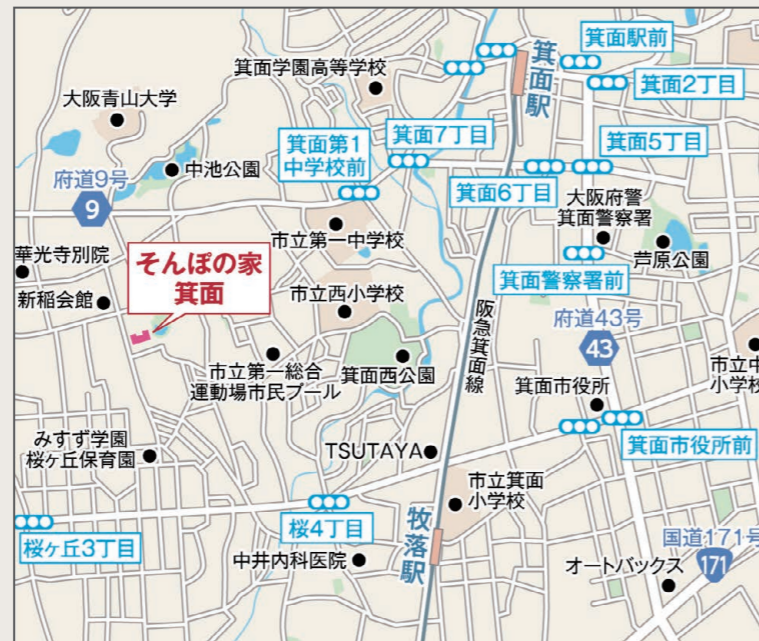 箕面学園高等学校
箕面駅
箕面駅前
箕面2丁目
大阪青山大学
箕面第1
中学校前
箕面7丁目
箕面5丁目
中池公園
箕面6丁目
府道9号
9
大阪府警
箕面警察署
芦原公園
市立第一中学校
華光寺別院
そんぽの家
箕面
箕面警察署前
新稲会館
市立西小学校
阪急箕面線
府道43号
43
市立第一総合
運動場市民プール
箕面西公園
市立中
小学校
箕面市役所
箕面市役所前
みすず学園
桜ヶ丘保育園
TSUTAYA
市立箕面
小学校
桜4丁目
牧落駅
桜ヶ丘3丁目
中井内科医院
国道171号
171
オートバックス